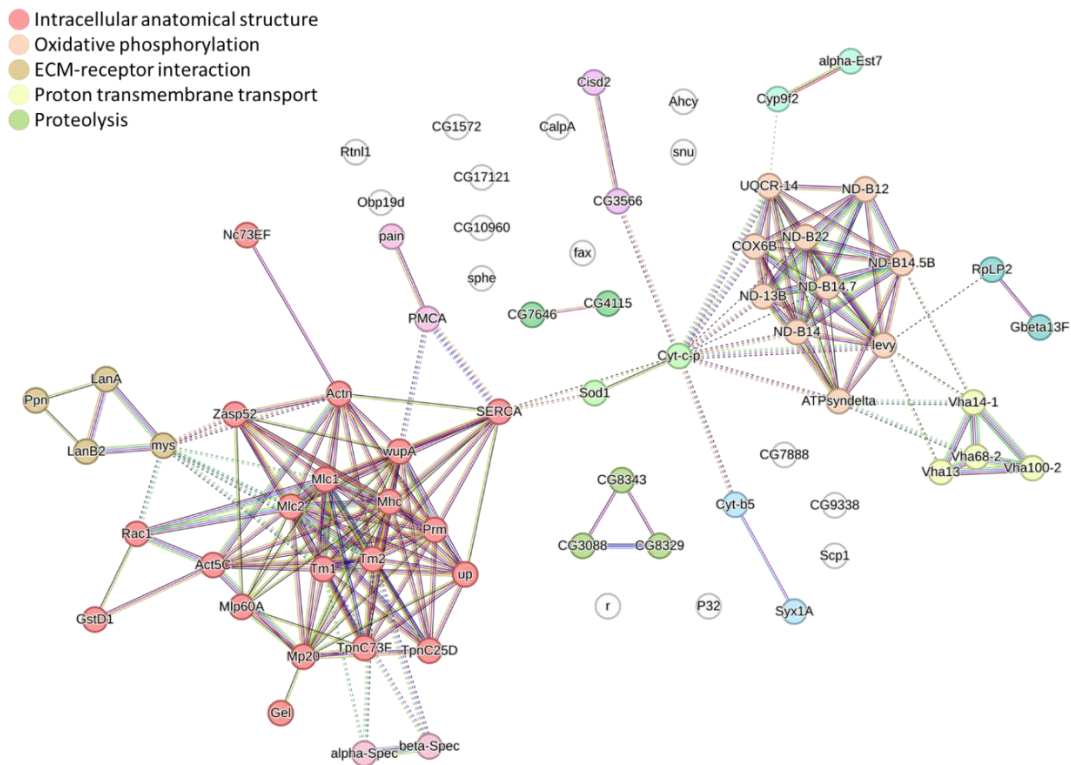 Intracellular anatomical structure
Oxidative phosphorylation
ECM-receptor interaction
Proton transmembrane transport
Proteolysis
alpha-Est7
Cisd2
Cyp9f2
Ahcy
CG1572
CalpA
Rtnl1
snu
CG17121
UQCR-14
ND-B12
Obp19d
CG3566
CG10960
Nc73EF
pain
ND-B22
COX6B
fax
ND-B14.5B
RpLP2
sphe
ND-B14.7
ND-13B
CG7646
CG4115
PMCA
ND-B14
Gbeta13F
levy
Cyt-c-p
LanA
Actn
Sod1
Ppn
ATPsyndelta
Vha14-1
Zasp52
SERCA
LanB2
mys
wupA
CG7888
Vha68-2
Vha13
Vha100-2
Mlc1
CG8343
Mhc
Mlc2
Cyt-b5
CG9338
Rac1
Prm
CG3088
CG8329
Scp1
Act5C
Tm2
Tm1
up
Mlp60A
r
P32
Syx1A
GstD1
TpnC73F
TpnC25D
Mp20
Gel
alpha-Spec
beta-Spec